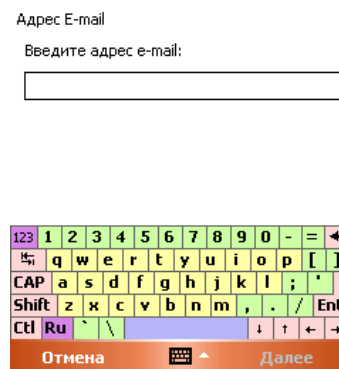 Адрес E-mail
Введите адрес e-mail:
123 1 2 3 4 5 6 7 8 9 0 - =
q w e r t y u i o p [ ]
CAP a s d f g h j k l ; '
Shift z x c v b n m , . / Ent
Ctl Ru ` \ ↓ ↑ ← →
Отмена Далее